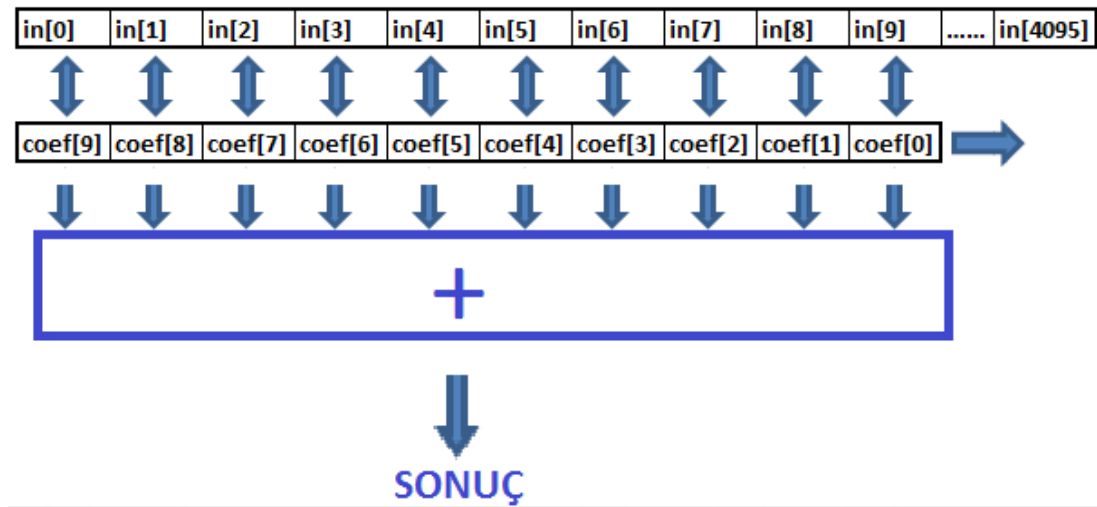 in[0] in[1] in[2] in[3] in[4] in[5] in[6] in[7] in[8] in[9] ...... in[4095]
coef[9] coef[8] coef[7] coef[6] coef[5] coef[4] coef[3] coef[2] coef[1] coef[0]
+
SONUÇ